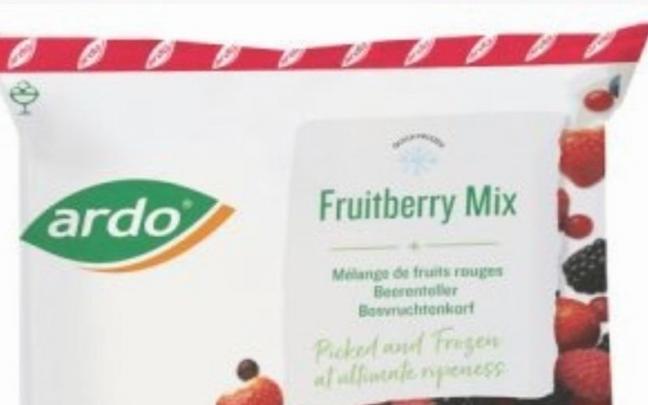 ardo®
Fruitberry Mix
Mélange de fruits rouges
Beerenteller
Bosvruchtenkorf
Picked and Frozen
at ultimate ripeness